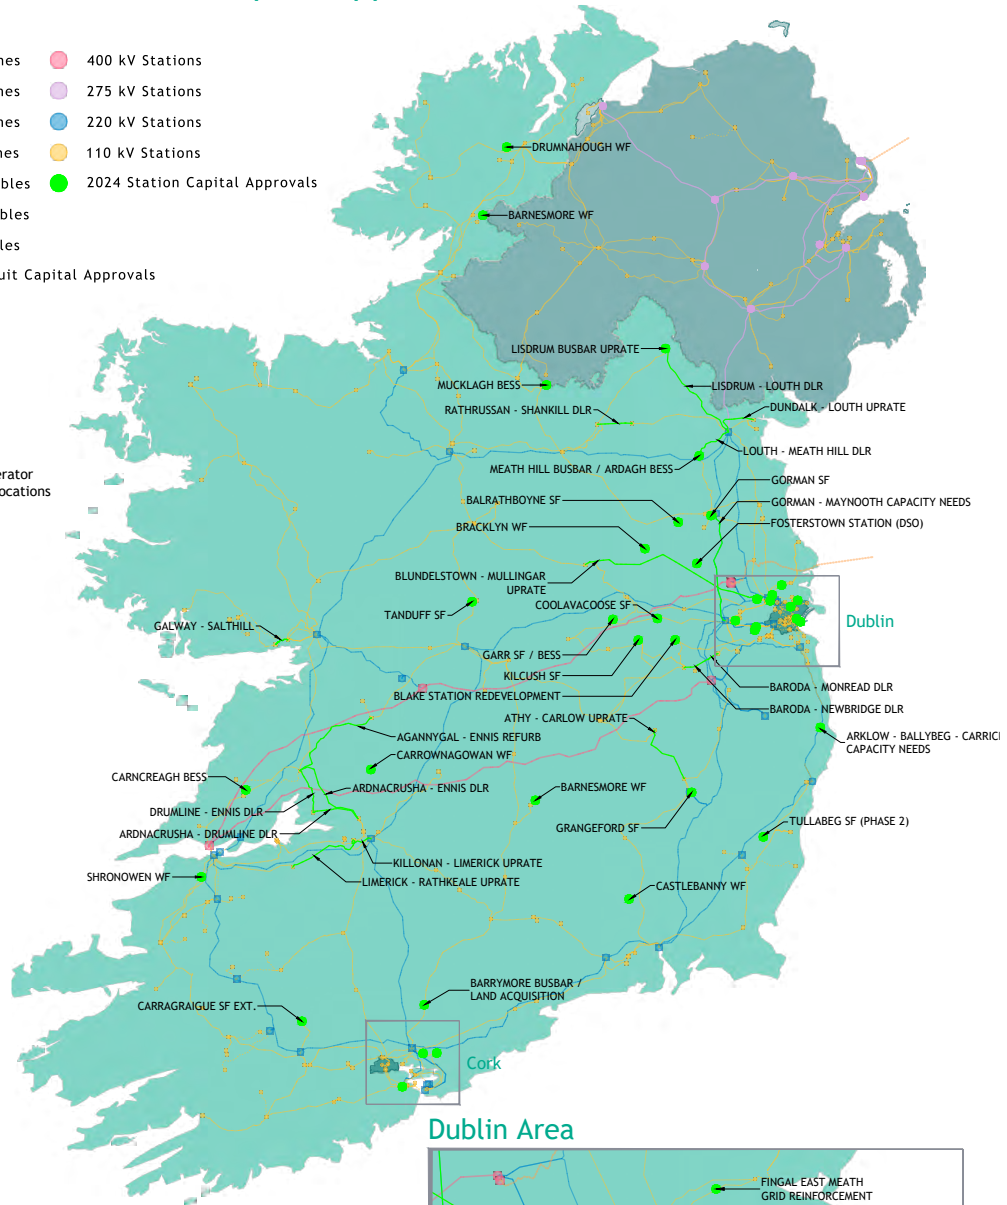 nes 400 kV Stations
nes 275 kV Stations
nes 220 kV Stations
nes 110 kV Stations
bles 2024 Station Capital Approvals
bles
les
uit Capital Approvals
DRUMNAHOUGH WF
BARNESMORE WF
LISDRUM BUSBAR UPRATE
MUCKLAGH BESS
LISDRUM - LOUTH DLR
RATHRUSSAN - SHANKILL DLR
DUNDALK - LOUTH UPRATE
LOUTH - MEATH HILL DLR
MEATH HILL BUSBAR / ARDAGH BESS
erator
ocations
GORMAN SF
BALRATHBOYNE SF
GORMAN - MAYNOOTH CAPACITY NEEDS
BRACKLYN WF
FOSTERSTOWN STATION (DSO)
BLUNDELSTOWN - MULLINGAR
UPRATE
COOLAVACOOSE SF
TANDUFF SF
GALWAY - SALTHILL
Dublin
GARR SF / BESS
KILCUSH SF
BLAKE STATION REDEVELOPMENT
BARODA - MONREAD DLR
BARODA - NEWBRIDGE DLR
ATHY - CARLOW UPRATE
AGANNYGAL - ENNIS REFURB
ARKLOW - BALLYBEG - CARRIC
CAPACITY NEEDS
CARROWNAGOWAN WF
CARNCREAGH BESS
ARDNACRUSHA - ENNIS DLR
BARNESMORE WF
DRUMLINE - ENNIS DLR
GRANGEFORD SF
TULLABEG SF (PHASE 2)
ARDNACRUSHA - DRUMLINE DLR
KILLONAN - LIMERICK UPRATE
SHRONOWEN WF
LIMERICK - RATHKEALE UPRATE
CASTLEBANNY WF
BARRYMORE BUSBAR /
LAND ACQUISITION
CARRAGRAIGUE SF EXT.
Cork
Dublin Area
FINGAL EAST MEATH
GRID REINFORCEMENT